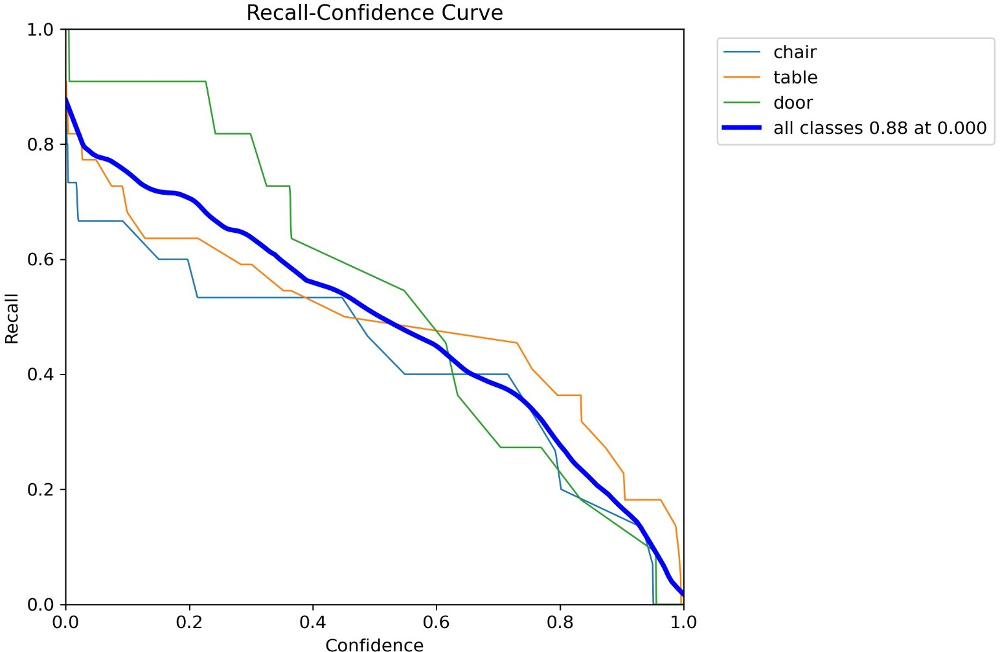 Recall-Confidence Curve
1.0
0.8
0.6
0.4
0.2
0.0
Recall
0.0 0.2 0.4 0.6 0.8 1.0
Confidence
chair
table
door
all classes 0.88 at 0.000